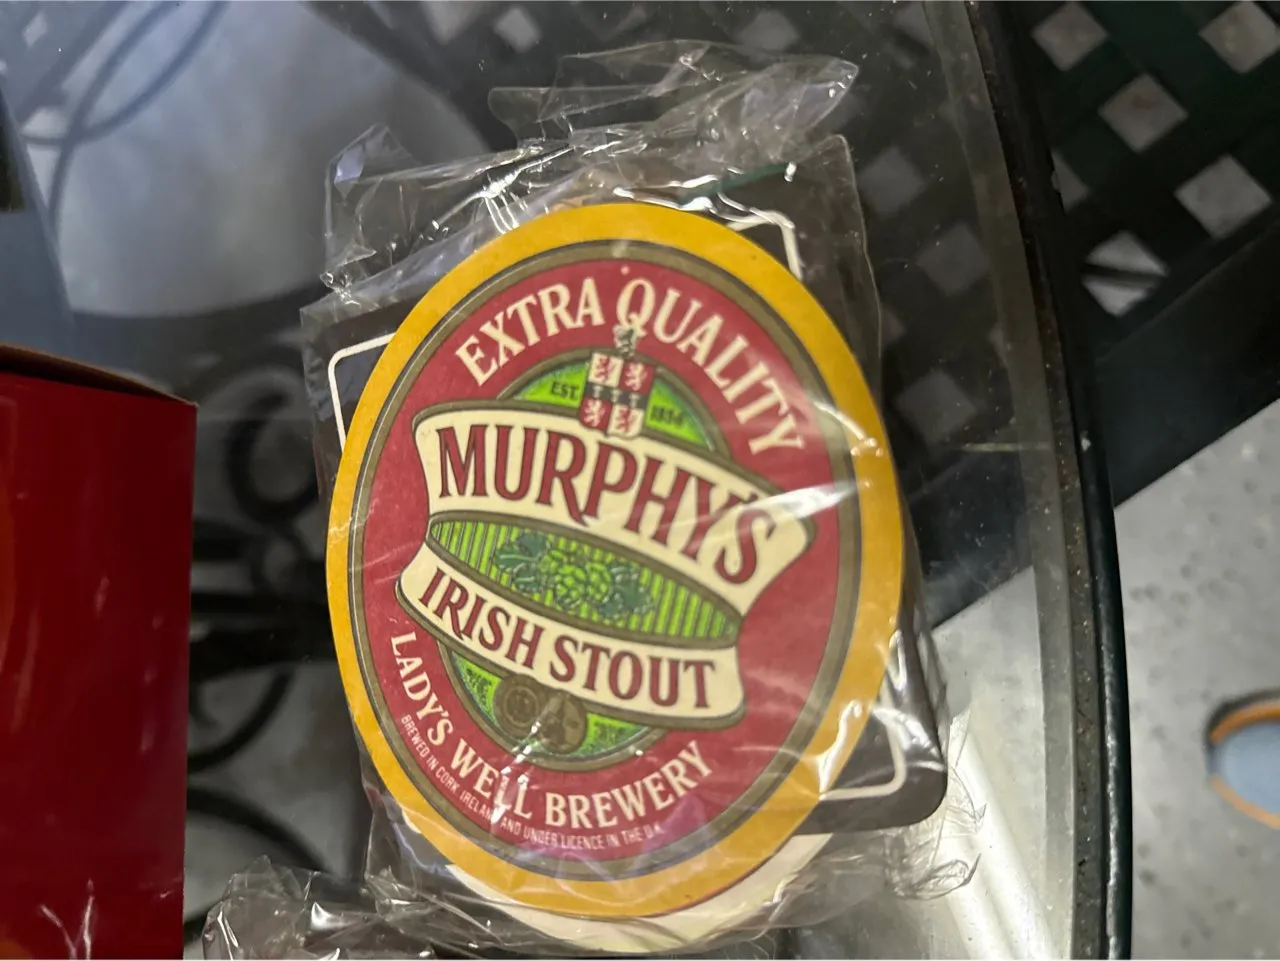 EXTRA QUALITY
EST. 1856
MURPHY'S
IRISH STOUT
LADY'S WELL BREWERY
BREWED IN CORK, IRELAND AND UNDER LICENCE IN THE U.K.